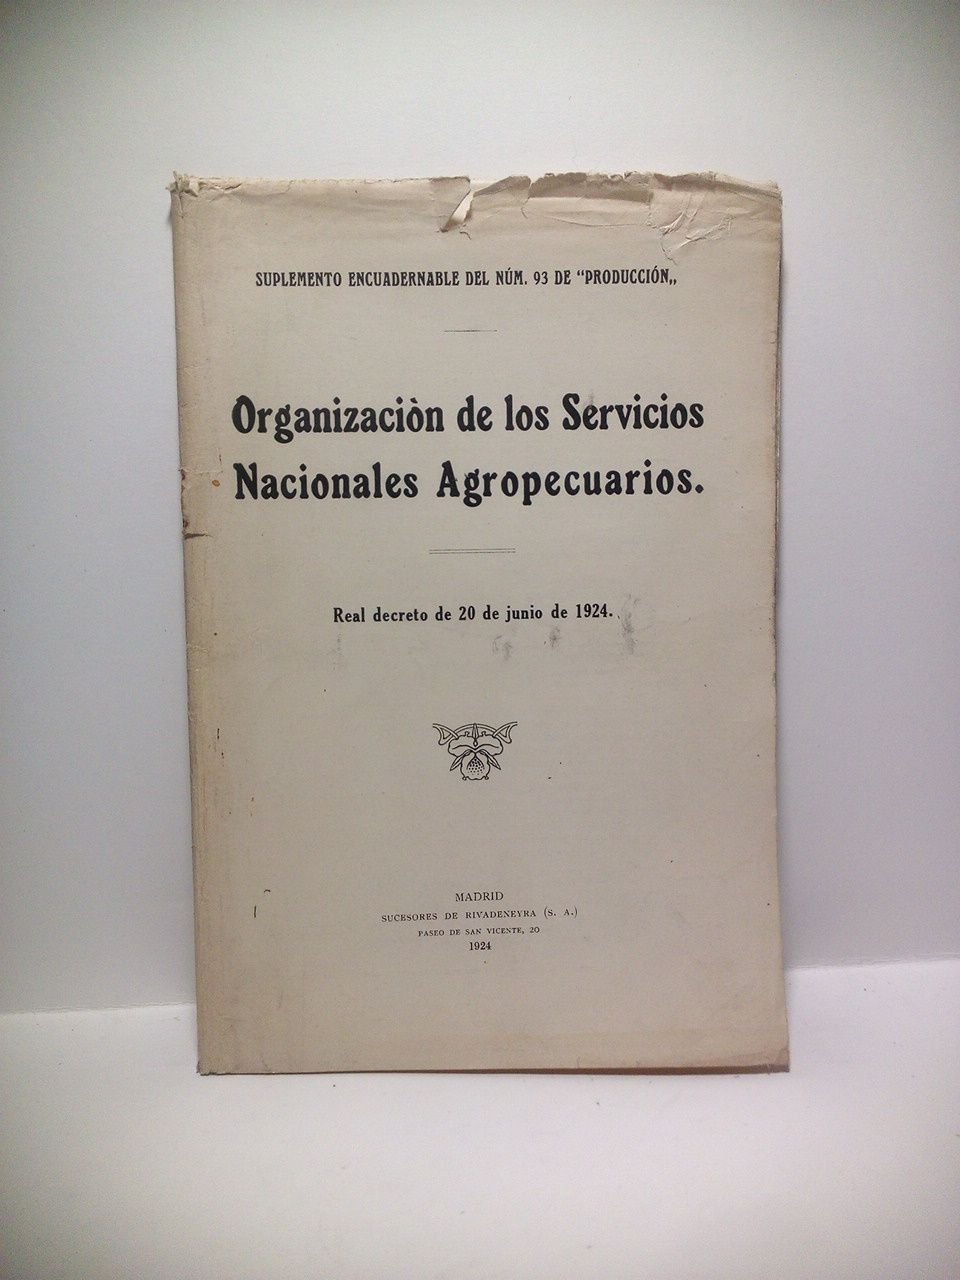 SUPLEMENTO ENCUADERNABLE DEL NÚM. 93 DE “PRODUCCIÓN„
Organizaciòn de los Servicios
Nacionales Agropecuarios.
Real decreto de 20 de junio de 1924.
MADRID
SUCESORES DE RIVADENEYRA (S. A.)
PASEO DE SAN VICENTE, 20
1924